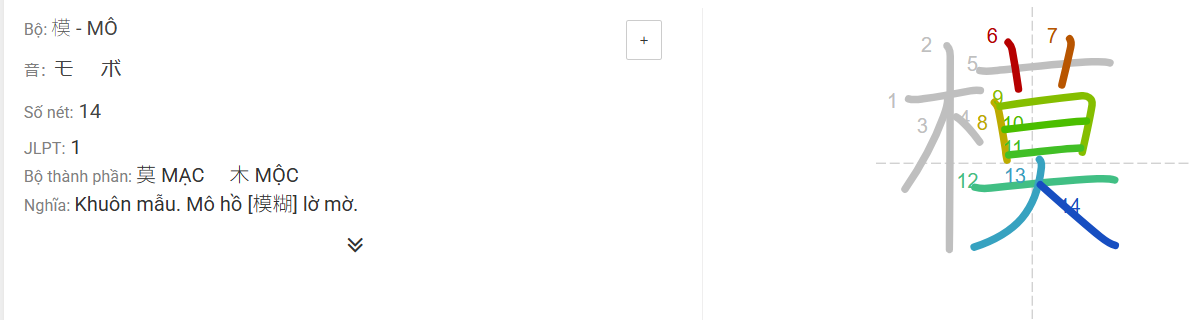 Bộ: 模 - MÔ
+
音: モ ボ
Số nét: 14
JLPT: 1
Bộ thành phần: 莫 MẠC 木 MỘC
Nghĩa: Khuôn mẫu. Mô hồ [模糊] lờ mờ.
模
1
2
3
4
5
6
7
8
9
10
11
12
13
14